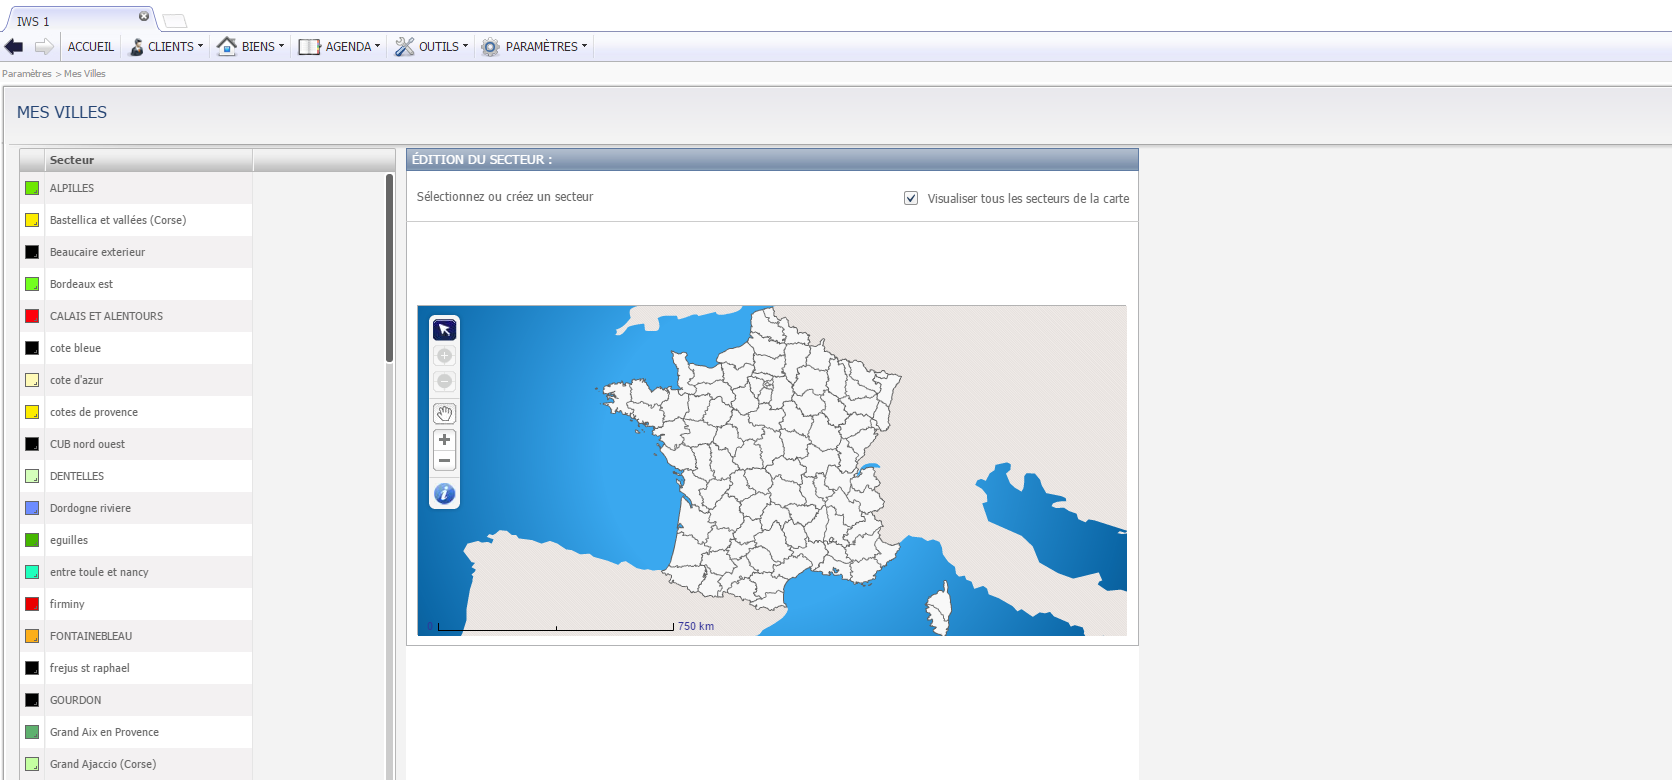 IWS 1
ACCUEIL CLIENTS BIENS AGENDA OUTILS PARAMÈTRES
Paramètres > Mes Villes
MES VILLES
Secteur
ALPILLES
Bastellica et vallées (Corse)
Beaucaire exterieur
Bordeaux est
CALAIS ET ALENTOURS
cote bleue
cote d'azur
cotes de provence
CUB nord ouest
DENTELLES
Dordogne riviere
eguilles
entre toule et nancy
firminy
FONTAINEBLEAU
frejus st raphael
GOURDON
Grand Aix en Provence
Grand Ajaccio (Corse)
ÉDITION DU SECTEUR :
Sélectionnez ou créez un secteur
Visualiser tous les secteurs de la carte
0 750 km